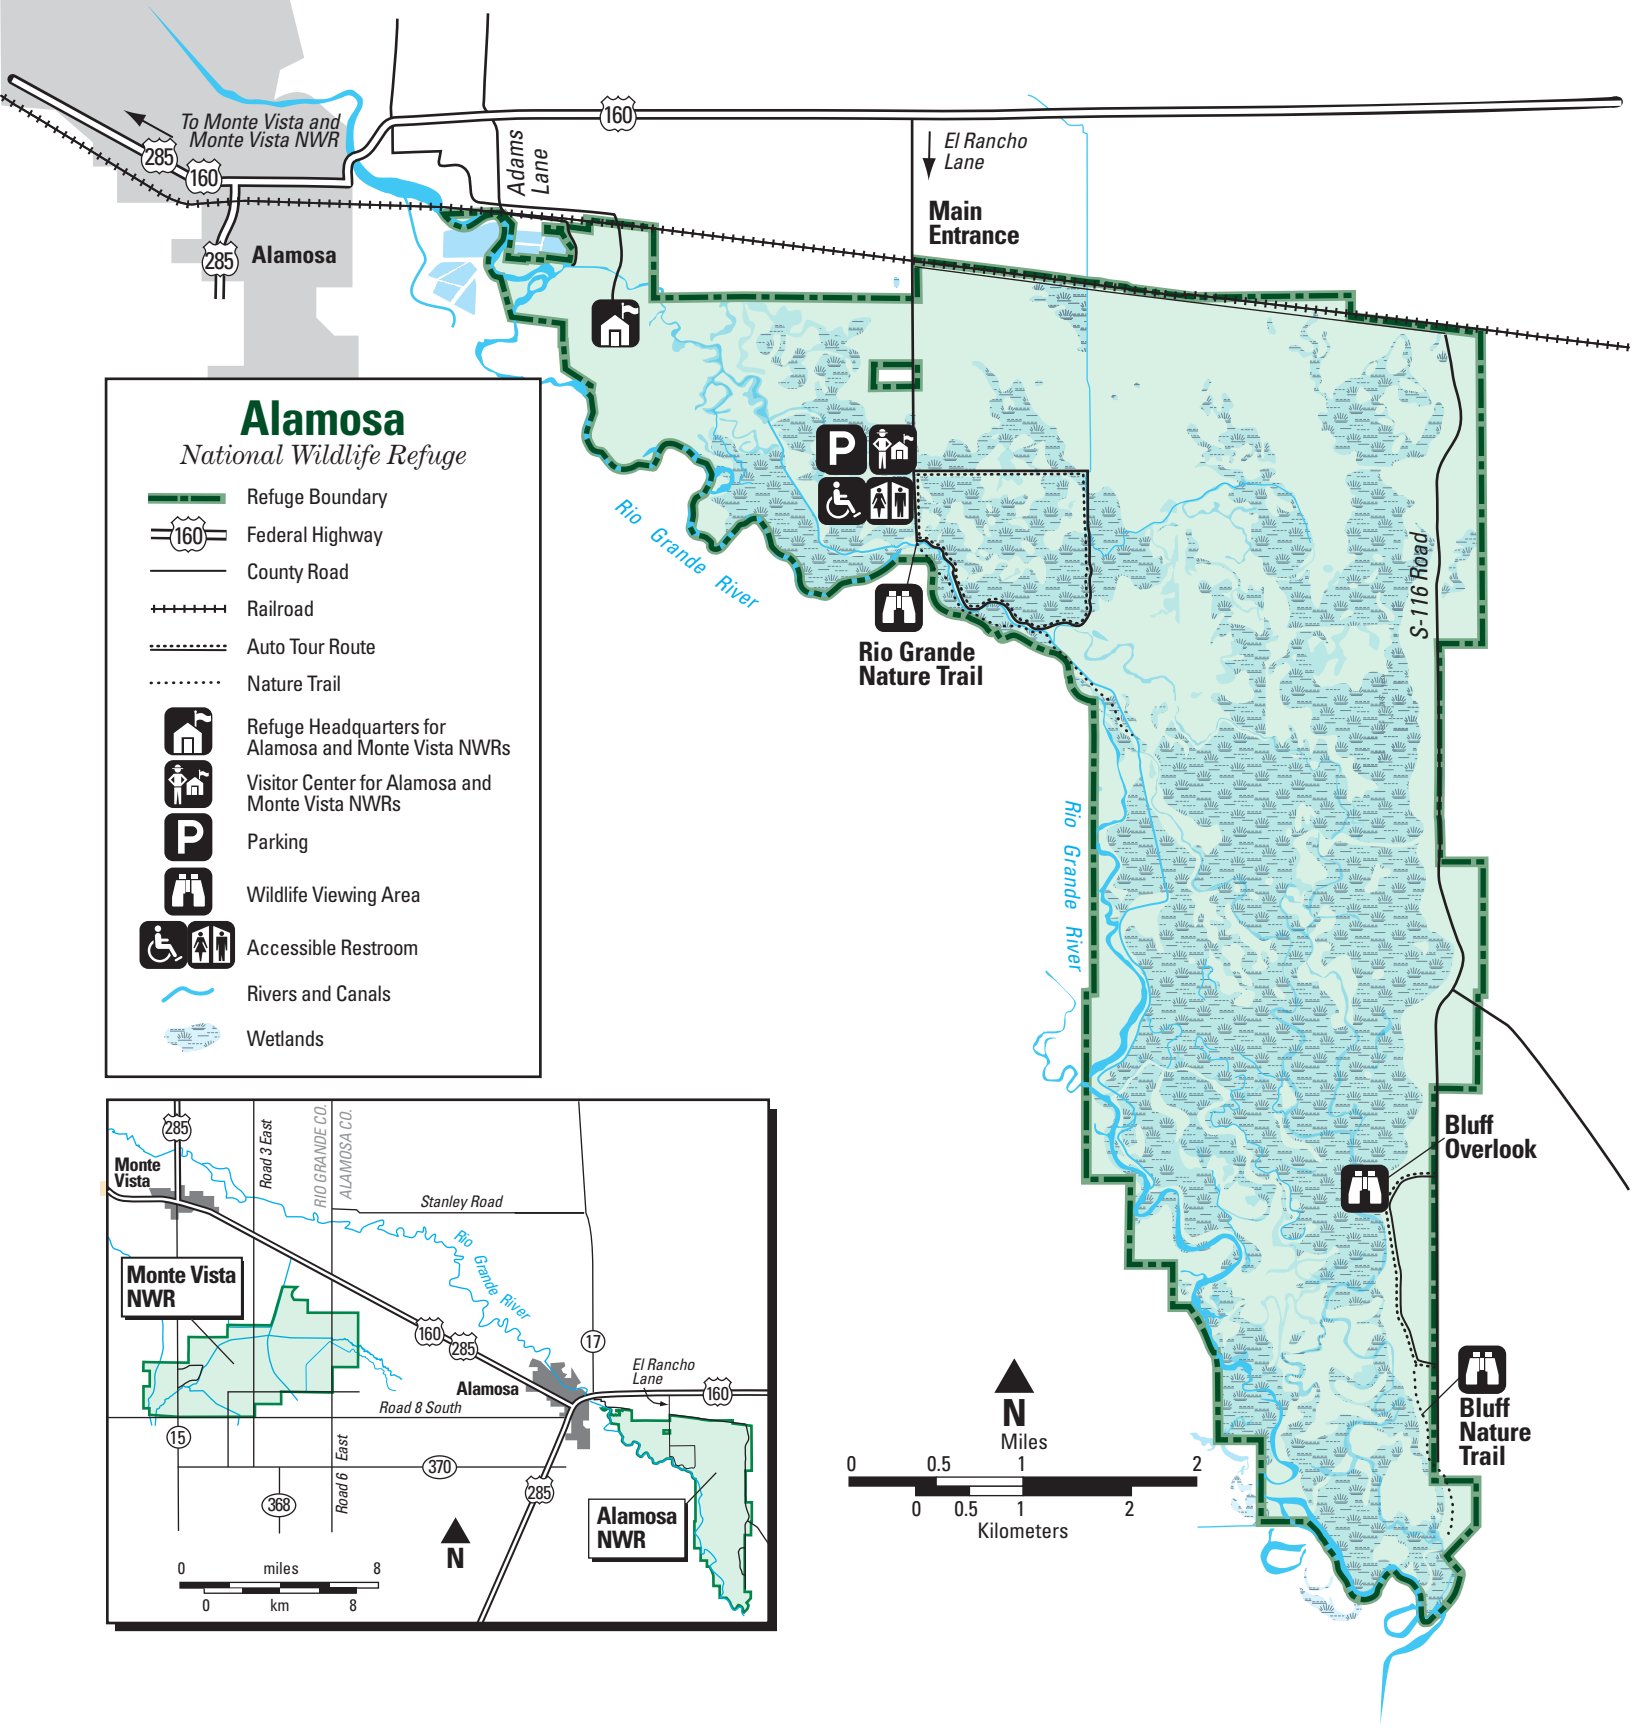 160
To Monte Vista and
Monte Vista NWR
285
160
285
Alamosa
Adams
Lane
El Rancho
Lane
Main
Entrance
P
Rio Grande River
Rio Grande
Nature Trail
S-116 Road
Rio Grande River
Bluff
Overlook
Bluff
Nature
Trail
N
Miles
0 0.5 1 2
0 0.5 1 2
Kilometers
Alamosa
National Wildlife Refuge
Refuge Boundary
160
Federal Highway
County Road
Railroad
Auto Tour Route
Nature Trail
Refuge Headquarters for
Alamosa and Monte Vista NWRs
Visitor Center for Alamosa and
Monte Vista NWRs
P
Parking
Wildlife Viewing Area
Accessible Restroom
Rivers and Canals
Wetlands
285
Monte
Vista
Road 3 East
RIO GRANDE CO.
ALAMOSA CO.
Stanley Road
Rio Grande River
Monte Vista
NWR
160
285
17
El Rancho
Lane
160
Alamosa
Road 8 South
15
Road 6 East
370
368
285
Alamosa
NWR
N
0 miles 8
0 km 8